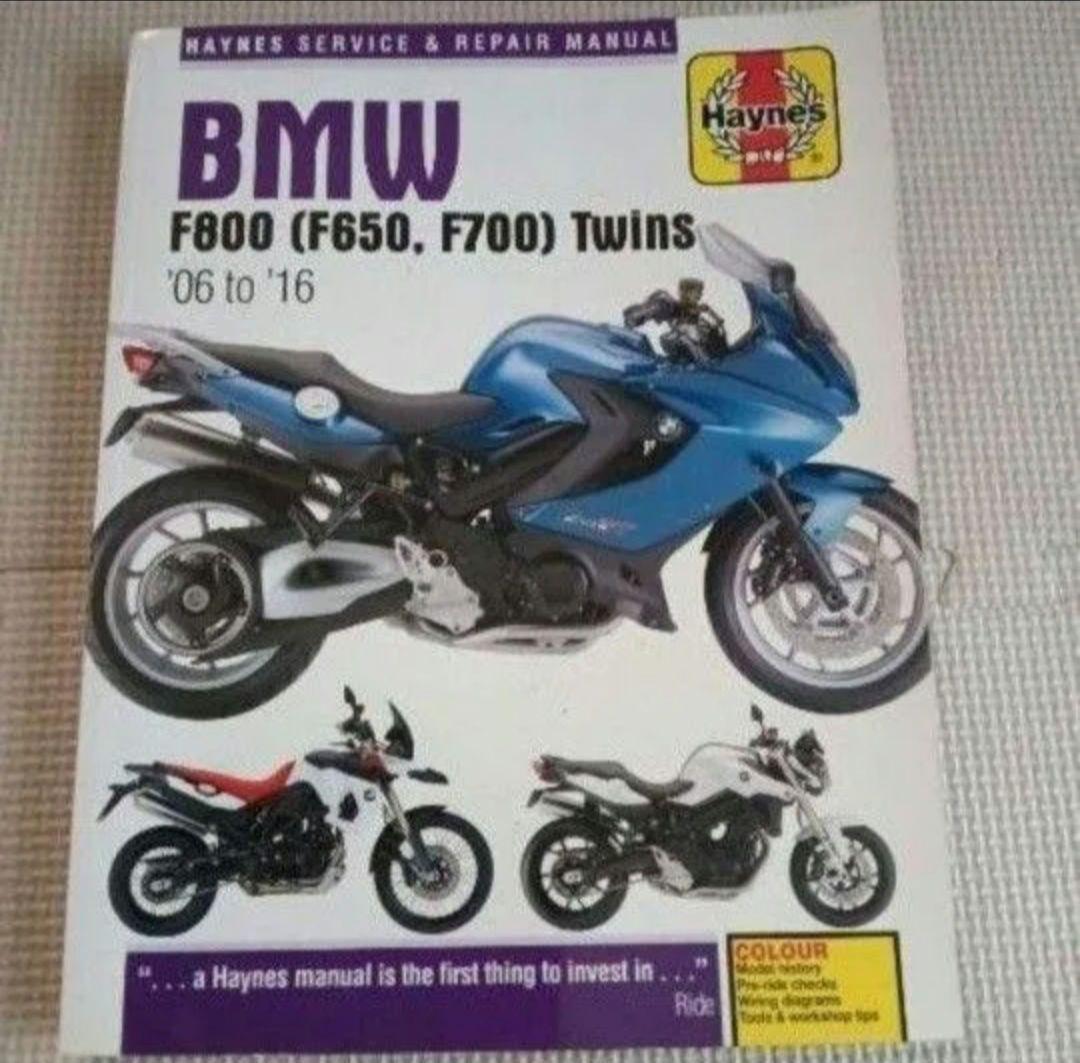 HAYNES SERVICE & REPAIR MANUAL
Haynes
BMW
F800 (F650, F700) Twins
'06 to '16
“. . . a Haynes manual is the first thing to invest in . . .”
Ride
COLOUR
Model history
Pre-ride checks
Wiring diagrams
Tools & workshop tips